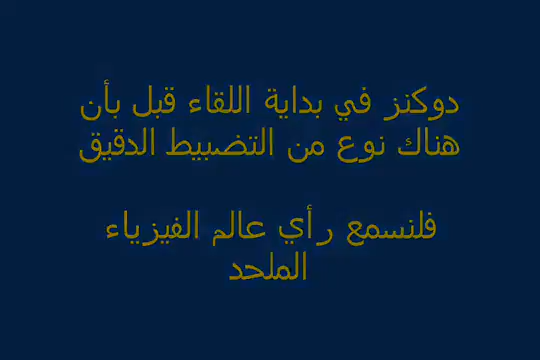 دوكنز في بداية اللقاء قبل بأن
هناك نوع من التضبيط الدقيق
فلنسمع رأي عالم الفيزياء
الملحد